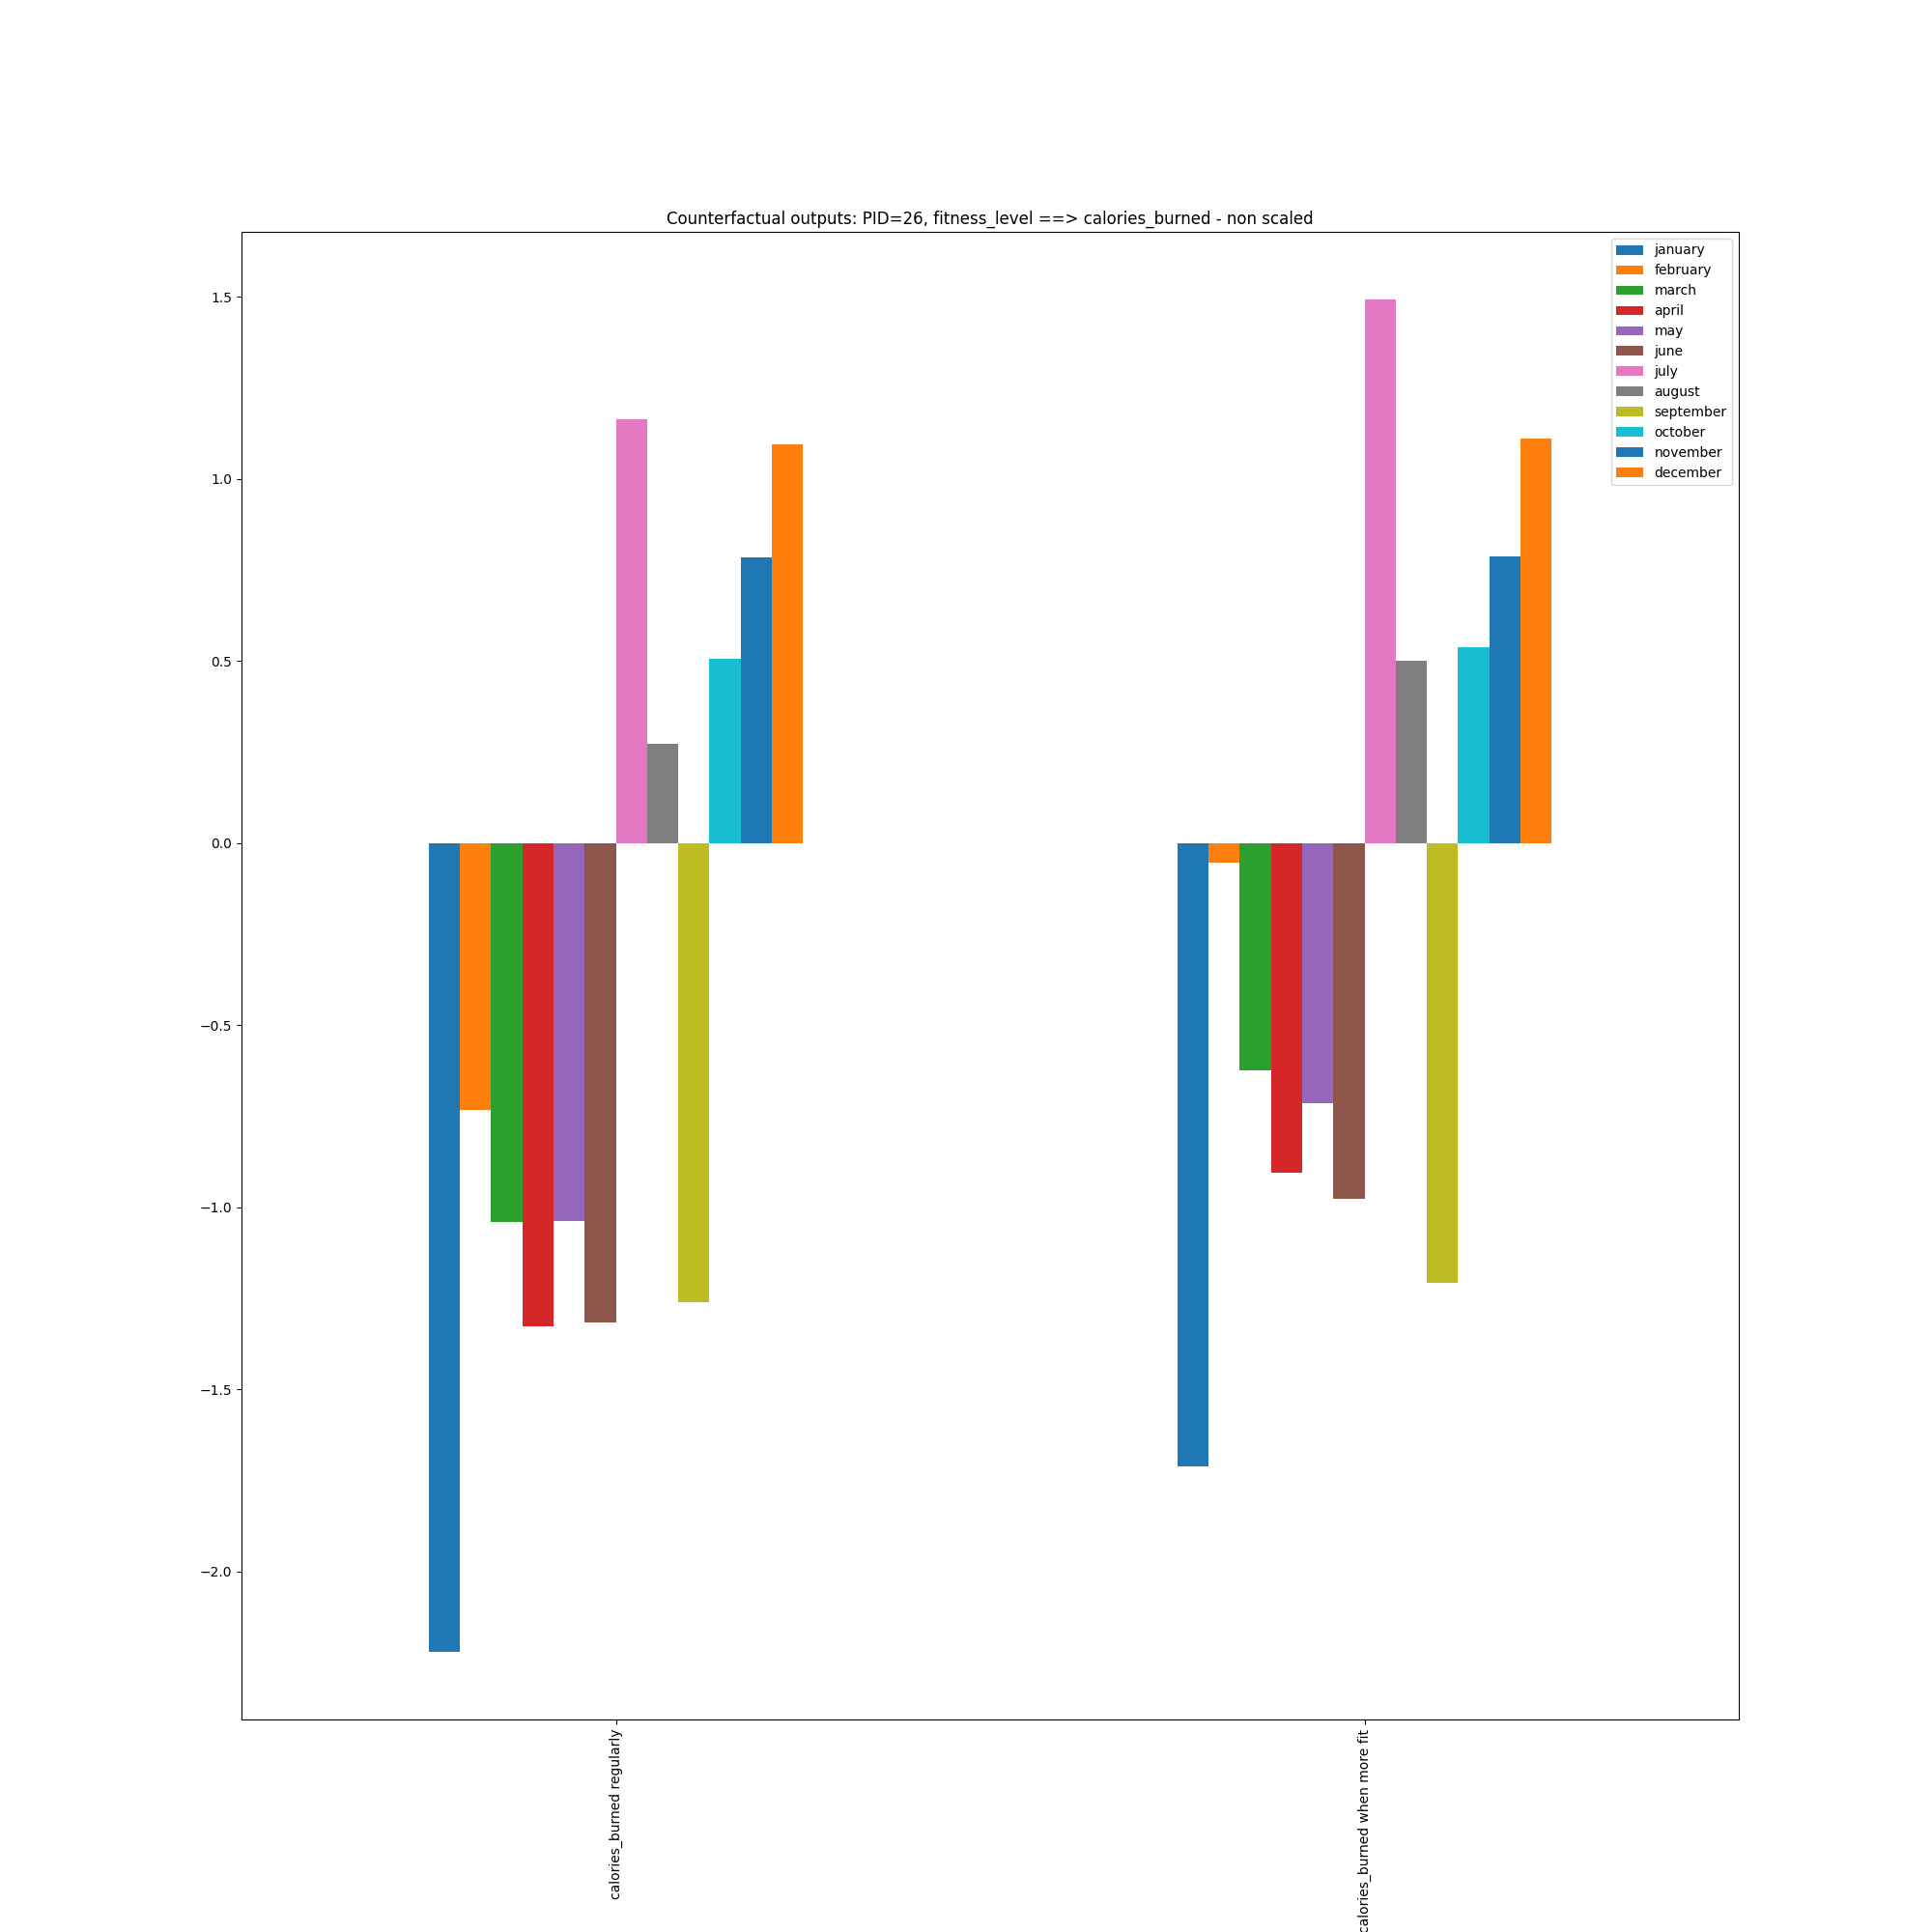 Counterfactual outputs: PID=26, fitness_level ==> calories_burned - non scaled
january
february
march
april
may
june
july
august
september
october
november
december
1.5
1.0
0.5
0.0
−0.5
−1.0
−1.5
−2.0
calories_burned regularly
calories_burned when more fit